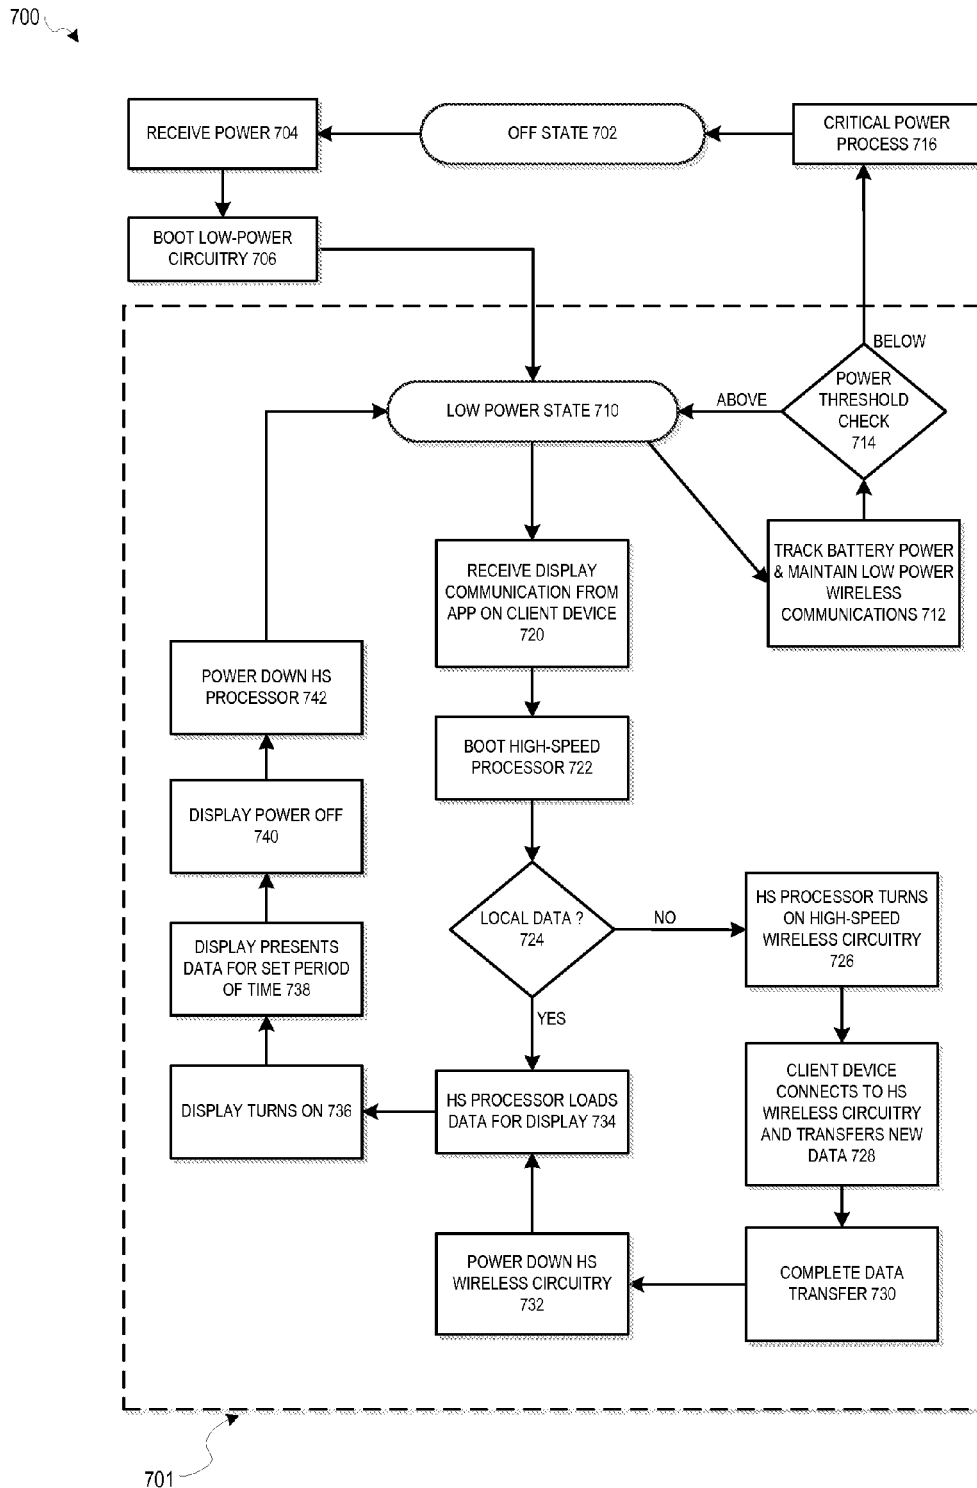 700
RECEIVE POWER 704
OFF STATE 702
CRITICAL POWER
PROCESS 716
BOOT LOW-POWER
CIRCUITRY 706
BELOW
POWER
THRESHOLD
CHECK
714
ABOVE
LOW POWER STATE 710
TRACK BATTERY POWER
& MAINTAIN LOW POWER
WIRELESS
COMMUNICATIONS 712
RECEIVE DISPLAY
COMMUNICATION FROM
APP ON CLIENT DEVICE
720
POWER DOWN HS
PROCESSOR 742
BOOT HIGH-SPEED
PROCESSOR 722
DISPLAY POWER OFF
740
LOCAL DATA ?
724
NO
HS PROCESSOR TURNS
ON HIGH-SPEED
WIRELESS CIRCUITRY
726
DISPLAY PRESENTS
DATA FOR SET PERIOD
OF TIME 738
YES
CLIENT DEVICE
CONNECTS TO HS
WIRELESS CIRCUITRY
AND TRANSFERS NEW
DATA 728
HS PROCESSOR LOADS
DATA FOR DISPLAY 734
DISPLAY TURNS ON 736
POWER DOWN HS
WIRELESS CIRCUITRY
732
COMPLETE DATA
TRANSFER 730
701